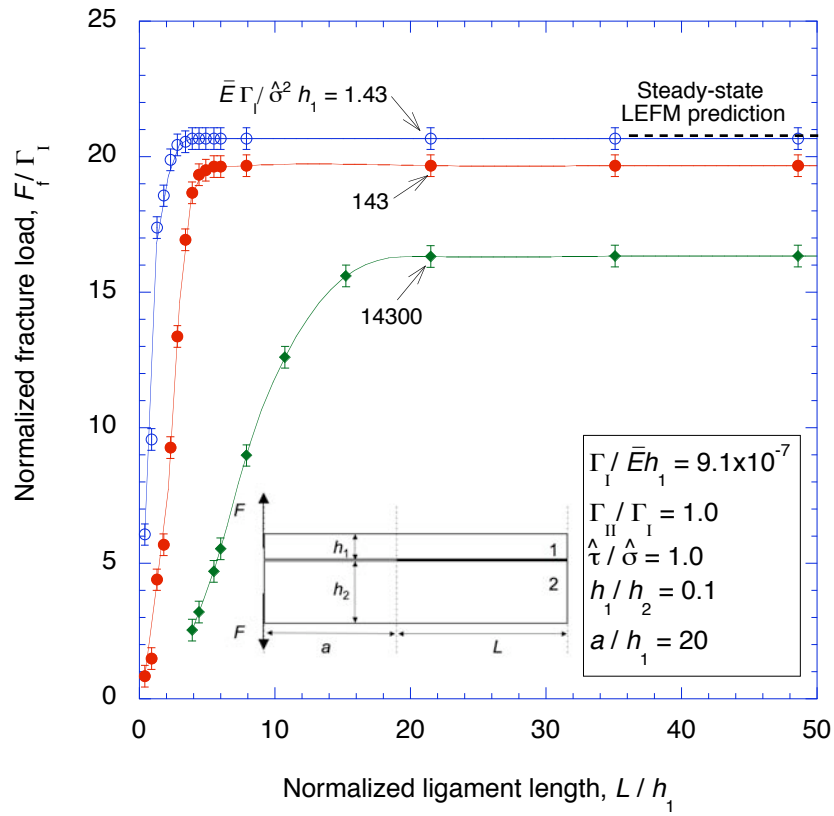 25
20
15
10
5
0
0
10
20
30
40
50
Normalized fracture load, F_f / Γ_I
Normalized ligament length, L / h_1
Ē Γ_I / σ̂² h_1 = 1.43
143
14300
Steady-state
LEFM prediction
Γ_I / Ēh_1 = 9.1x10⁻⁷
Γ_II / Γ_I = 1.0
τ̂ / σ̂ = 1.0
h_1 / h_2 = 0.1
a / h_1 = 20
F
h_1
1
h_2
2
F
a
L